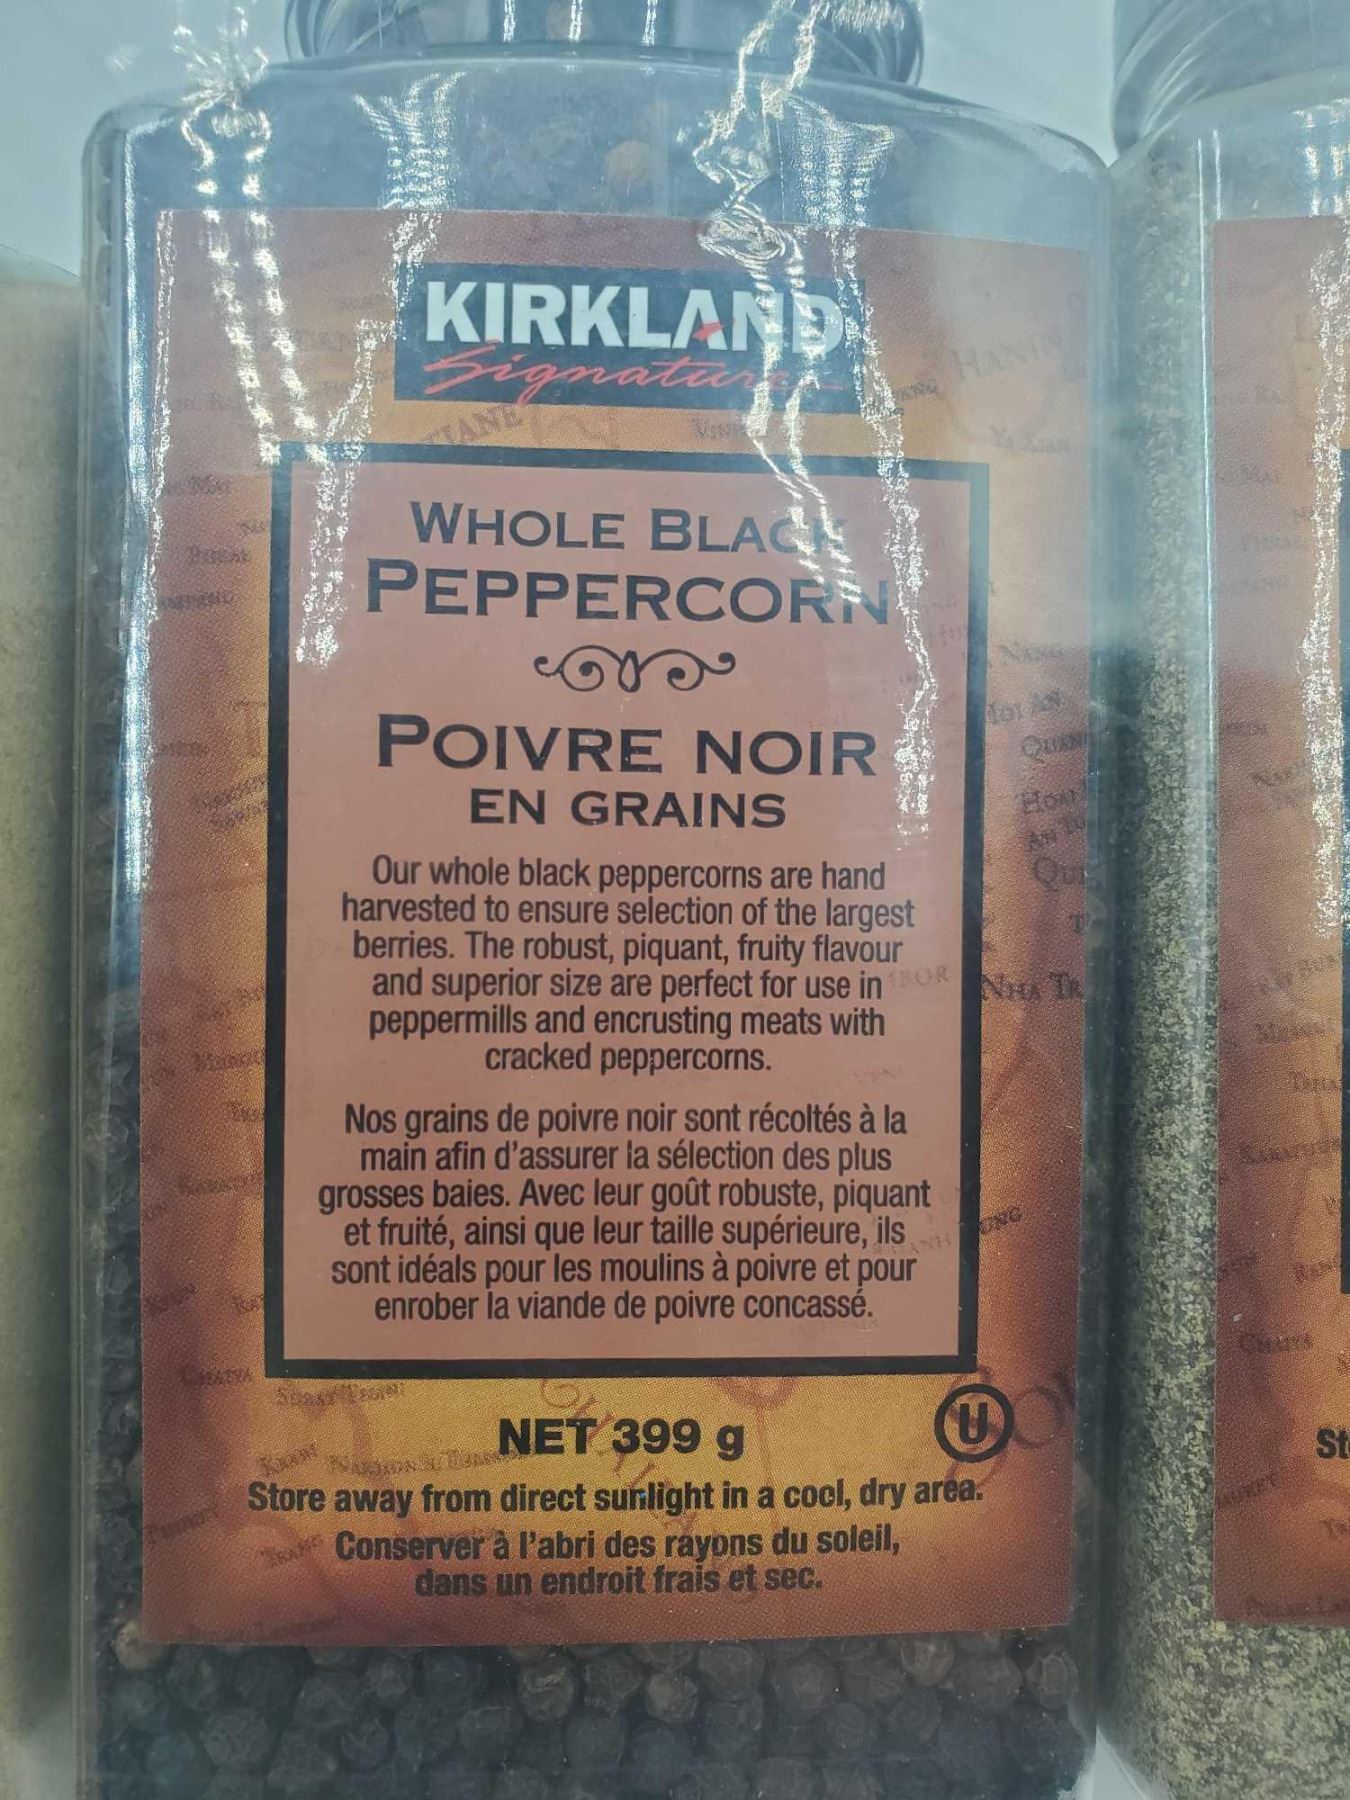 KIRKLAND
Signature
WHOLE BLACK
PEPPERCORN
POIVRE NOIR
EN GRAINS
Our whole black peppercorns are hand
harvested to ensure selection of the largest
berries. The robust, piquant, fruity flavour
and superior size are perfect for use in
peppermills and encrusting meats with
cracked peppercorns.
Nos grains de poivre noir sont récoltés à la
main afin d'assurer la sélection des plus
grosses baies. Avec leur goût robuste, piquant
et fruité, ainsi que leur taille supérieure, ils
sont idéals pour les moulins à poivre et pour
enrober la viande de poivre concassé.
NET 399 g
U
Store away from direct sunlight in a cool, dry area.
Conserver à l'abri des rayons du soleil,
dans un endroit frais et sec.